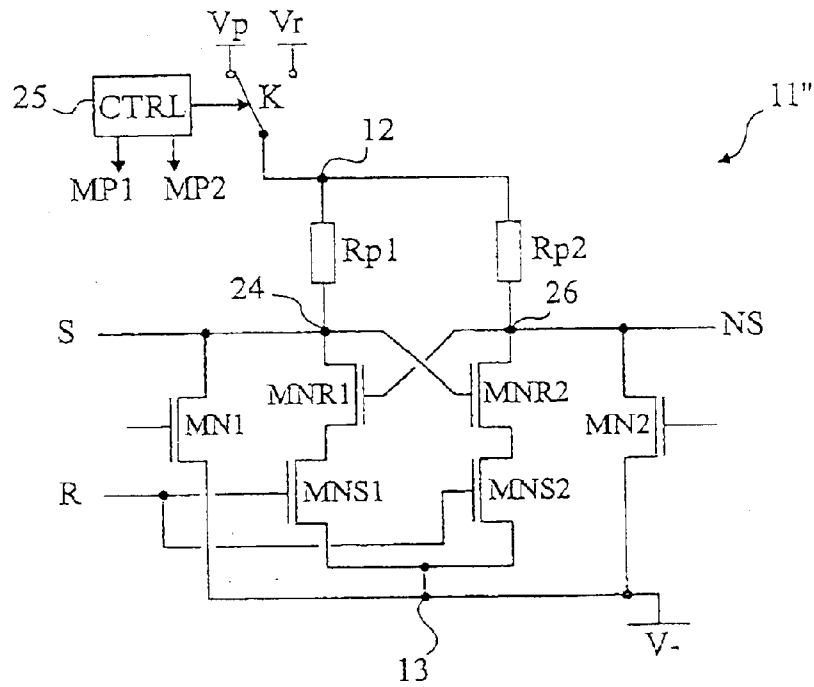 Vp Vr
25 CTRL K 11"
MP1 MP2 12
Rp1 Rp2
24 26
S NS
MNR1 MNR2
MN1 MN2
R MNS1 MNS2
13 V-